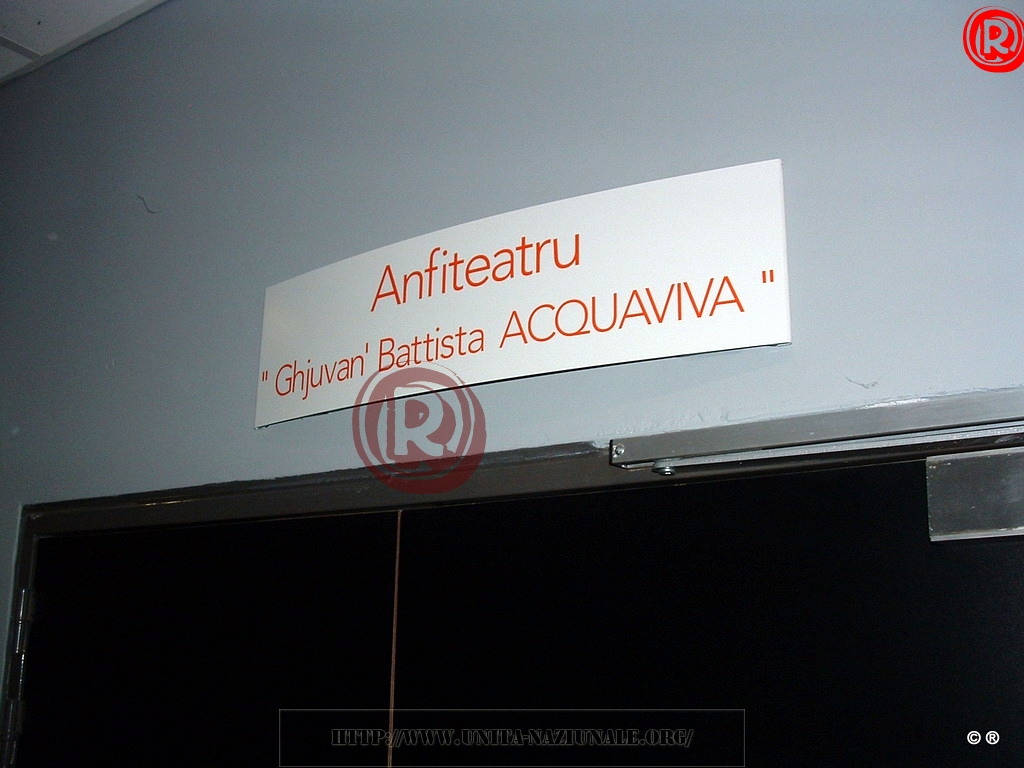 R
Anfiteatru
" Ghjuvan' Battista ACQUAVIVA "
R
HTTP://WWW.UNITA-NAZIUNALE.ORG/
© ®